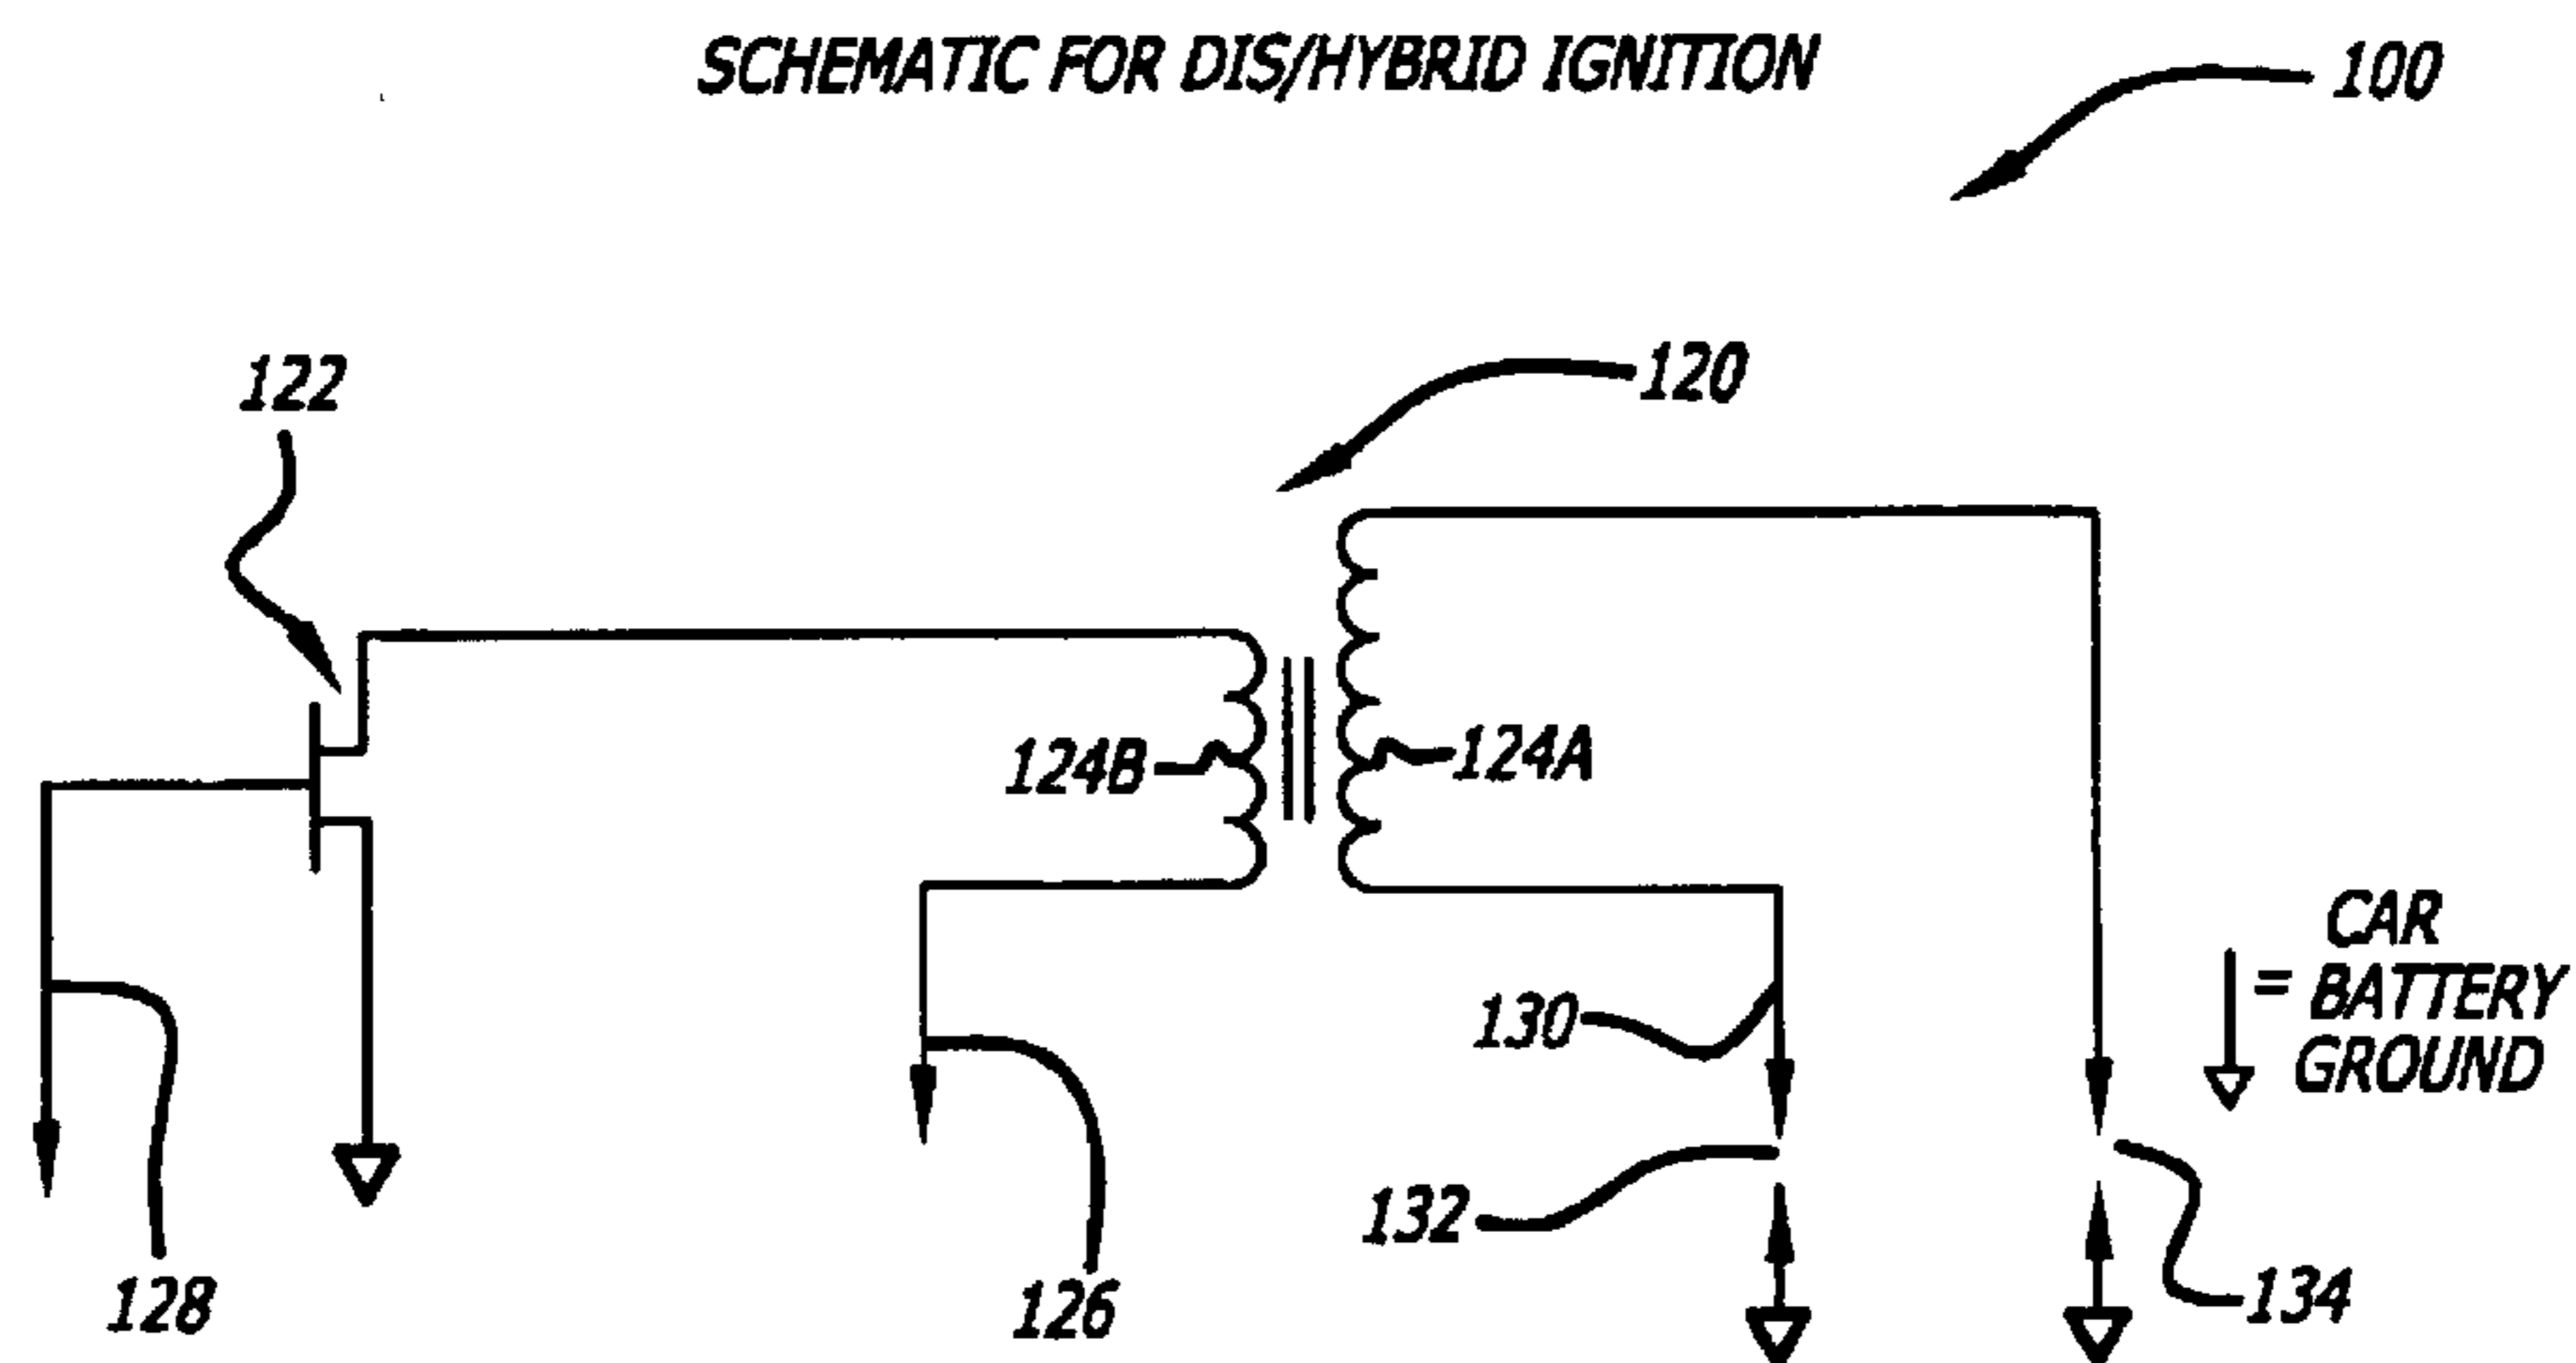 SCHEMATIC FOR DIS/HYBRID IGNITION
100
122
120
124B
124A
CAR
= BATTERY
GROUND
130
132
128
126
134